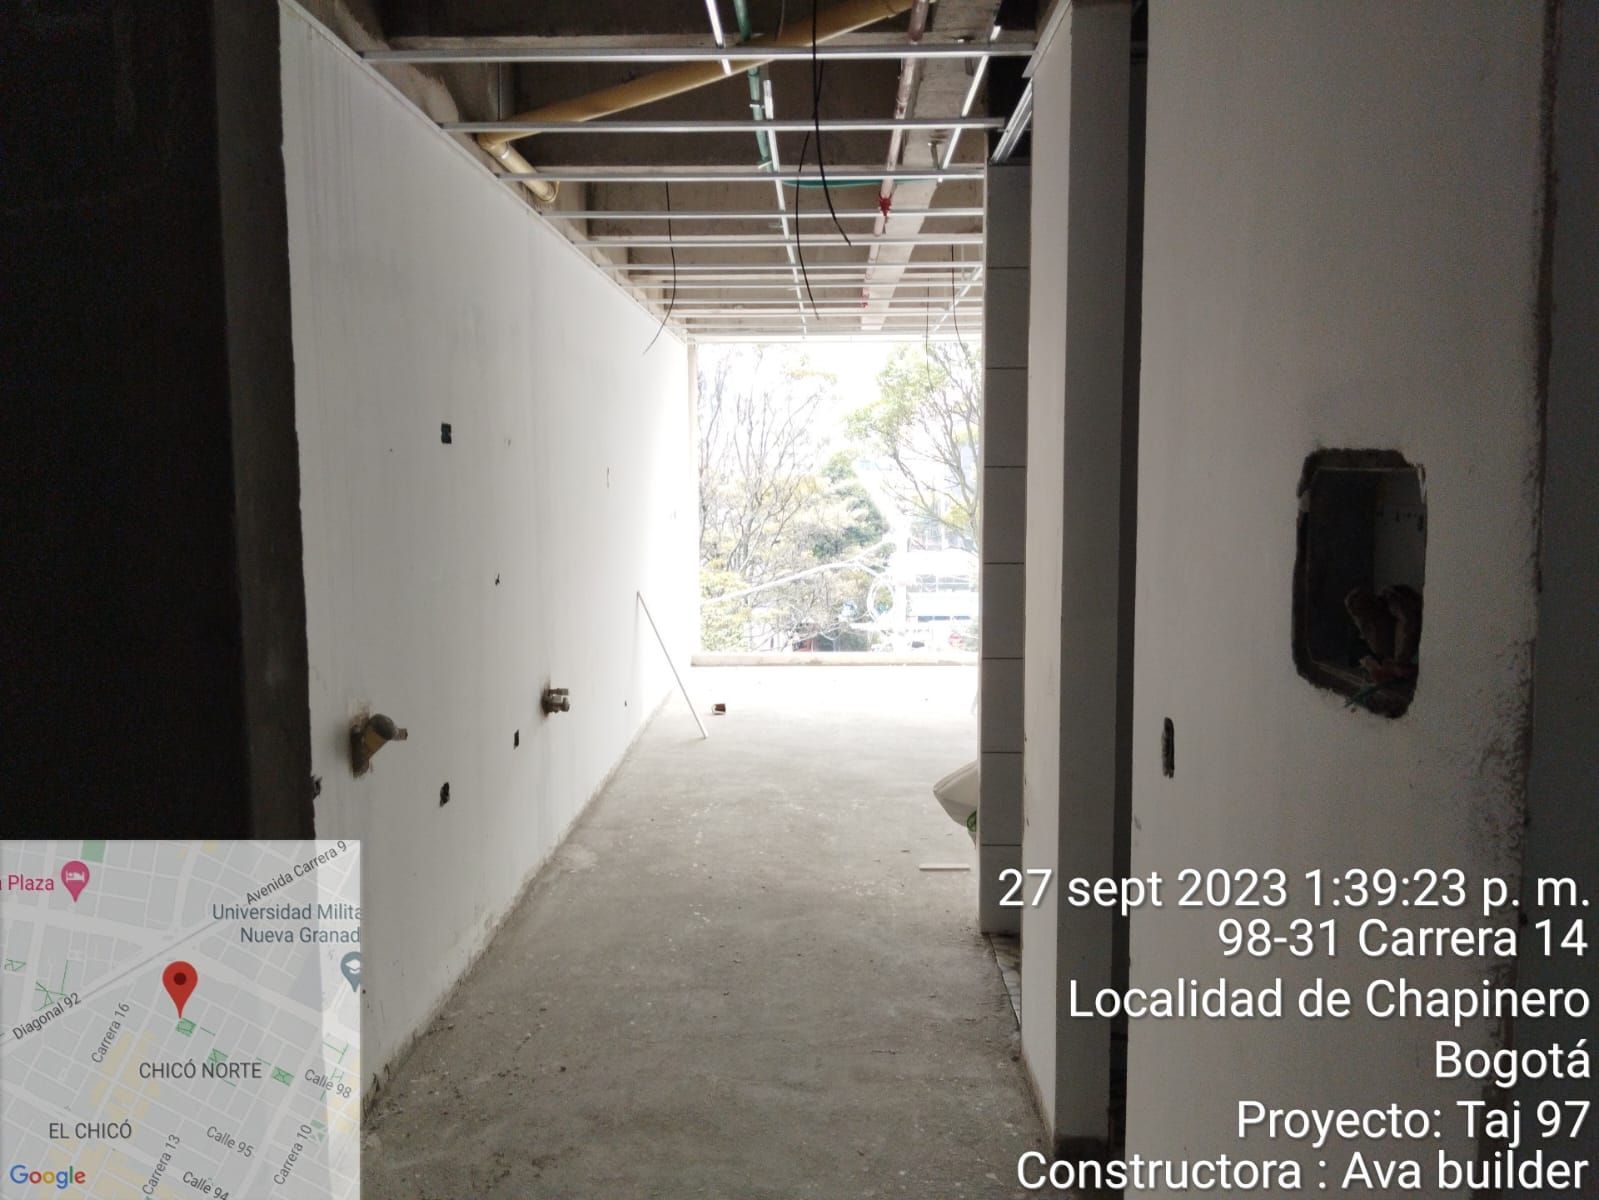 27 sept 2023 1:39:23 p. m.
98-31 Carrera 14
Localidad de Chapinero
Bogotá
Proyecto: Taj 97
Constructora : Ava builder
Plaza
Avenida Carrera 9
Universidad Milita
Nueva Granad
Diagonal 92
Carrera 16
CHICÓ NORTE
Calle 98
EL CHICÓ
Calle 95
Carrera 13
Carrera 10
Calle 94
Google